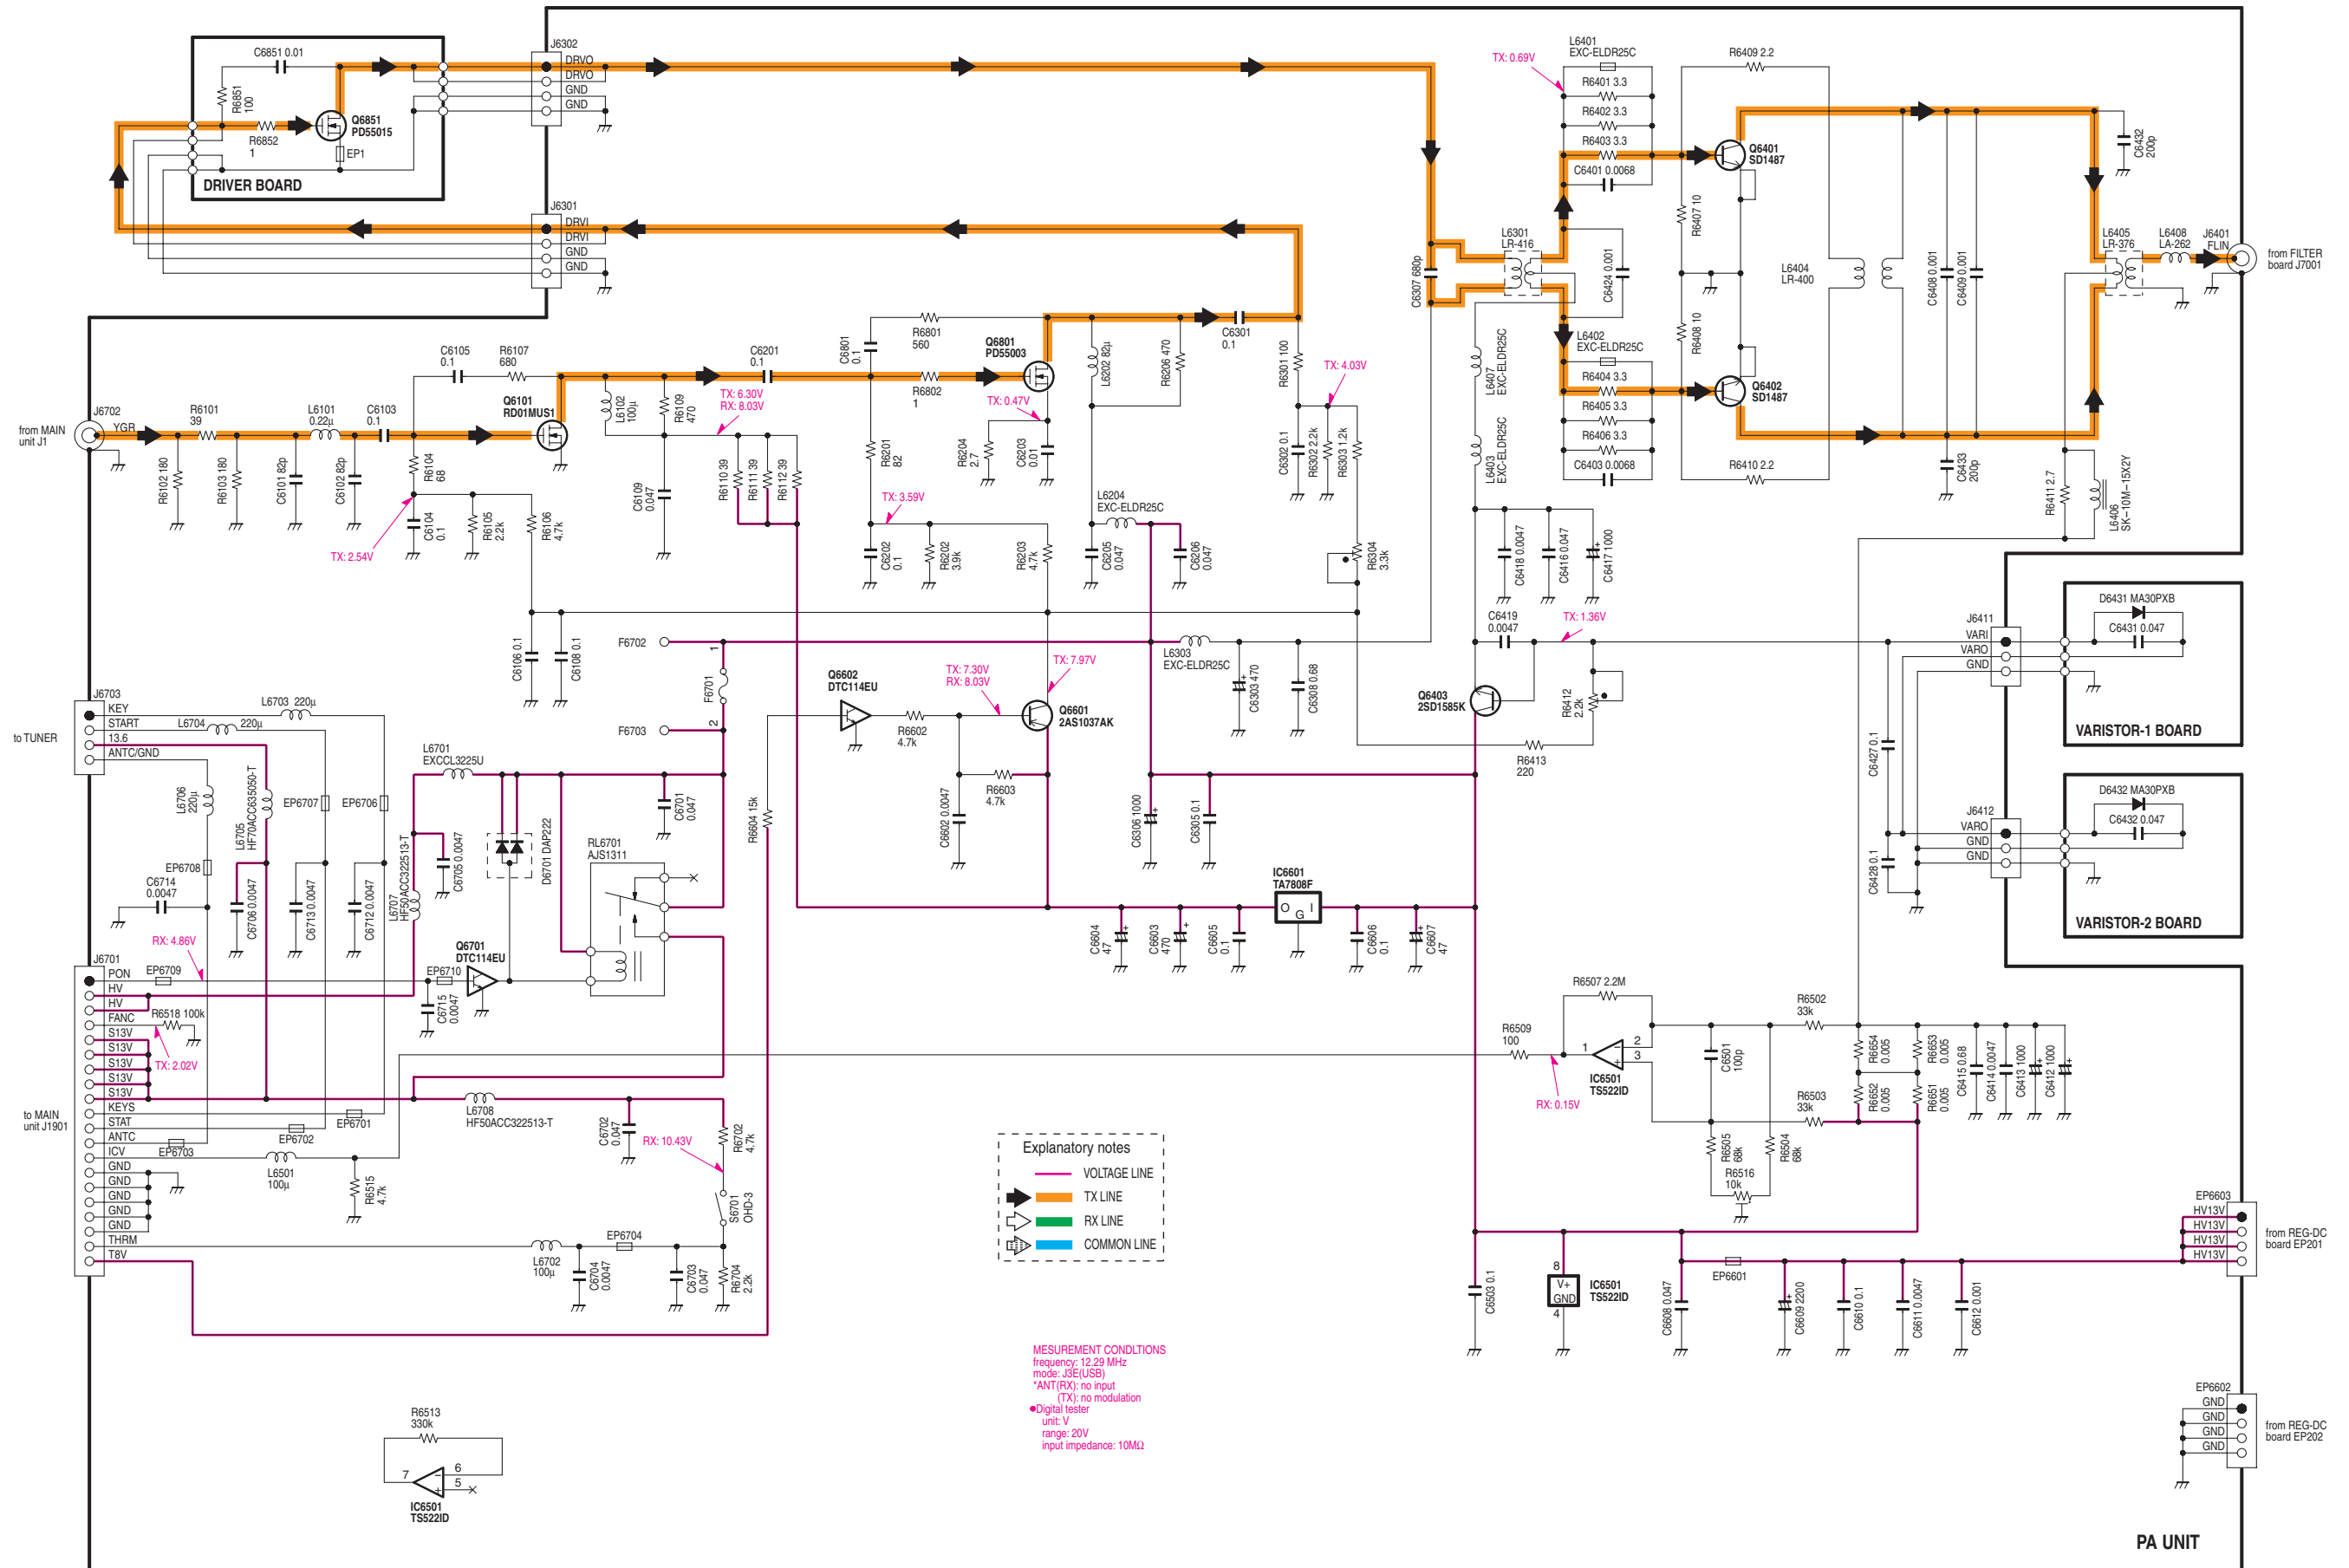 C6851 0.01
R6851
100
R6852
1
Q6851
PD55015
EP1
DRIVER BOARD
J6302
DRVO
DRVO
GND
GND
J6301
DRVI
DRVI
GND
GND
TX: 0.69V
L6401
EXC-ELDR25C
R6401 3.3
R6402 3.3
R6403 3.3
C6401 0.0068
R6409 2.2
Q6401
SD1487
C6432
200p
R6407 10
L6301
LR-416
C6307 680p
C6424 0.001
R6408 10
L6404
LR-400
C6408 0.001
C6409 0.001
L6405
LR-376
L6408
LA-262
J6401
FLIN
from FILTER
board J7001
L6402
EXC-ELDR25C
R6404 3.3
R6405 3.3
R6406 3.3
C6403 0.0068
Q6402
SD1487
R6410 2.2
C6433
200p
R6411 2.7
L6406
SK-10M-15X2Y
L6407
EXC-ELDR25C
L6403
EXC-ELDR25C
from MAIN
unit J1
J6702
YGR
R6101
39
L6101
0.22μ
C6103
0.1
R6102 180
R6103 180
C6101 82p
C6102 82p
C6105
0.1
R6107
680
Q6101
RD01MUS1
R6104
68
C6104
0.1
R6105
2.2k
R6106
4.7k
TX: 2.54V
L6102
100μ
R6109
470
C6201
0.1
TX: 6.30V
RX: 8.03V
C6109
0.047
R6110 39
R6111 39
R6112 39
C6801
0.1
R6801
560
R6802
1
Q6801
PD55003
TX: 0.47V
R6201
82
R6204
2.7
C6203
0.01
TX: 3.59V
C6202
0.1
R6202
3.9k
R6203
4.7k
L6202 82μ
R6206 470
C6301
0.1
R6301 100
TX: 4.03V
C6302 0.1
R6302 2.2k
R6303 1.2k
L6204
EXC-ELDR25C
C6205
0.047
C6206
0.047
R6304
3.3k
C6418 0.0047
C6416 0.047
C6417 1000
C6106 0.1
C6108 0.1
F6702
F6701
1
2
F6703
L6303
EXC-ELDR25C
C6303 470
C6308 0.68
C6419
0.0047
TX: 1.36V
Q6403
2SD1585K
R6412
2.2k
R6413
220
Q6602
DTC114EU
R6602
4.7k
TX: 7.30V
RX: 8.03V
TX: 7.97V
Q6601
2AS1037AK
R6603
4.7k
C6602 0.0047
R6604 15k
C6306 1000
C6305 0.1
J6411
VARI
VARO
GND
D6431 MA30PXB
C6431 0.047
VARISTOR-1 BOARD
C6427 0.1
C6428 0.1
J6412
VARO
GND
GND
D6432 MA30PXB
C6432 0.047
VARISTOR-2 BOARD
to TUNER
J6703
KEY
START
13.6
ANTC/GND
L6703 220μ
L6704 220μ
L6706
220μ
L6705
HF70ACC635050-T
EP6707
EP6706
EP6708
C6714
0.0047
C6706 0.0047
C6713 0.0047
C6712 0.0047
L6701
EXCCL3225U
L6707
HF50ACC322513-T
C6705 0.0047
D6701 DAP222
C6701
0.047
RL6701
AJS1311
Q6701
DTC114EU
RX: 4.86V
EP6709
EP6710
C6715
0.0047
to MAIN
unit J1901
J6701
PON
HV
HV
FANC
S13V
S13V
S13V
S13V
S13V
KEYS
STAT
ANTC
ICV
GND
GND
GND
GND
GND
THRM
T8V
R6518 100k
TX: 2.02V
EP6701
EP6702
EP6703
L6501
100μ
R6515
4.7k
L6708
HF50ACC322513-T
C6702
0.047
RX: 10.43V
R6702
4.7k
S6701
OHD-3
L6702
100μ
C6704
0.0047
EP6704
C6703
0.047
R6704
2.2k
IC6601
TA7808F
O G I
C6604
47
C6603
470
C6605
0.1
C6606
0.1
C6607
47
R6507 2.2M
R6509
100
1
2
3
IC6501
TS522ID
RX: 0.15V
C6501
100p
R6502
33k
R6503
33k
R6505
68k
R6504
68k
R6516
10k
R6654
0.005
R6653
0.005
R6652
0.005
R6651
0.005
C6415 0.68
C6414 0.0047
C6413 1000
C6412 1000
Explanatory notes
VOLTAGE LINE
TX LINE
RX LINE
COMMON LINE
C6503 0.1
8
V+
GND
4
IC6501
TS522ID
EP6601
C6608 0.047
C6609 2200
C6610 0.1
C6611 0.0047
C6612 0.001
EP6603
HV13V
HV13V
HV13V
HV13V
from REG-DC
board EP201
MESUREMENT CONDLTIONS
frequency: 12.29 MHz
mode: J3E(USB)
*ANT(RX): no input
(TX): no modulation
●Digital tester
unit: V
range: 20V
input impedance: 10MΩ
EP6602
GND
GND
GND
GND
from REG-DC
board EP202
R6513
330k
7
6
5
IC6501
TS522ID
PA UNIT